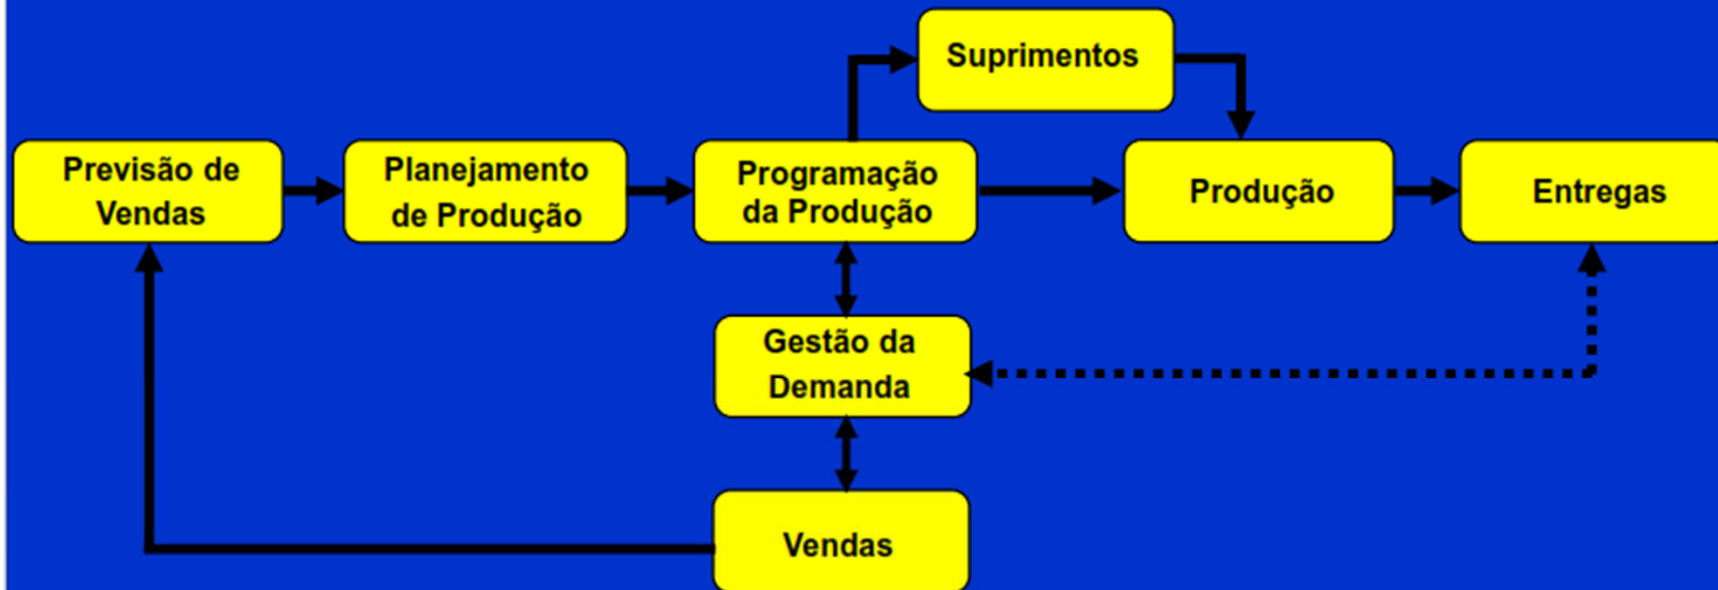 Suprimentos
Previsão de
Vendas
Planejamento
de Produção
Programação
da Produção
Produção
Entregas
Gestão da
Demanda
Vendas